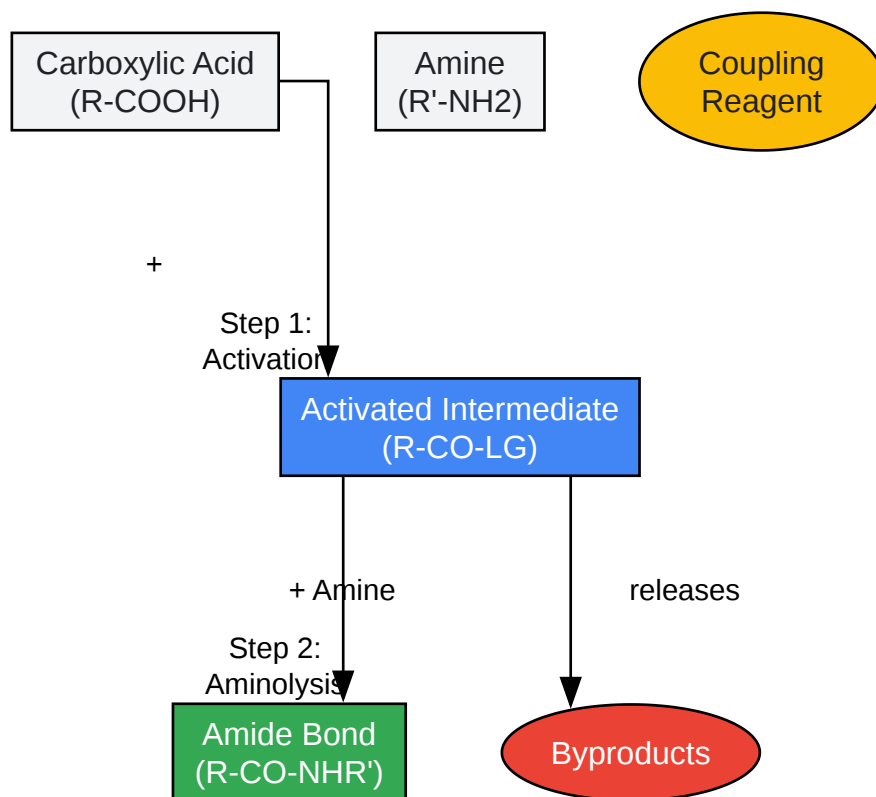 Carboxylic Acid
(R-COOH)
Amine
(R'-NH2)
Coupling
Reagent
+
Step 1:
Activation
Activated Intermediate
(R-CO-LG)
+ Amine
releases
Step 2:
Aminolysis
Amide Bond
(R-CO-NHR')
Byproducts